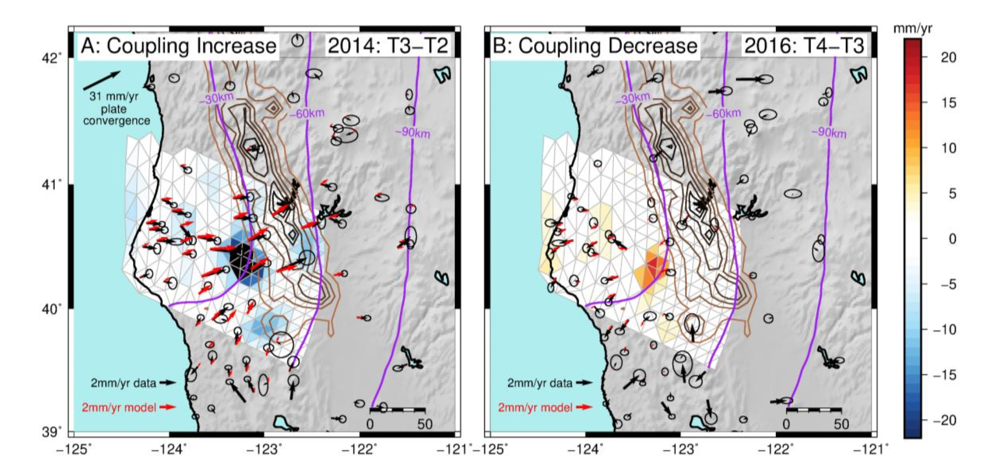 mm/yr
A: Coupling Increase
2014: T3−T2
B: Coupling Decrease
2016: T4−T3
42˚
41˚
40˚
39˚
31 mm/yr
plate
convergence
~30km
~60km
~90km
~30km
~60km
~90km
2mm/yr data
2mm/yr model
2mm/yr data
2mm/yr model
0
50
0
50
−125˚
−124˚
−123˚
−122˚
−121˚
−125˚
−124˚
−123˚
−122˚
−121˚
20
15
10
5
0
−5
−10
−15
−20